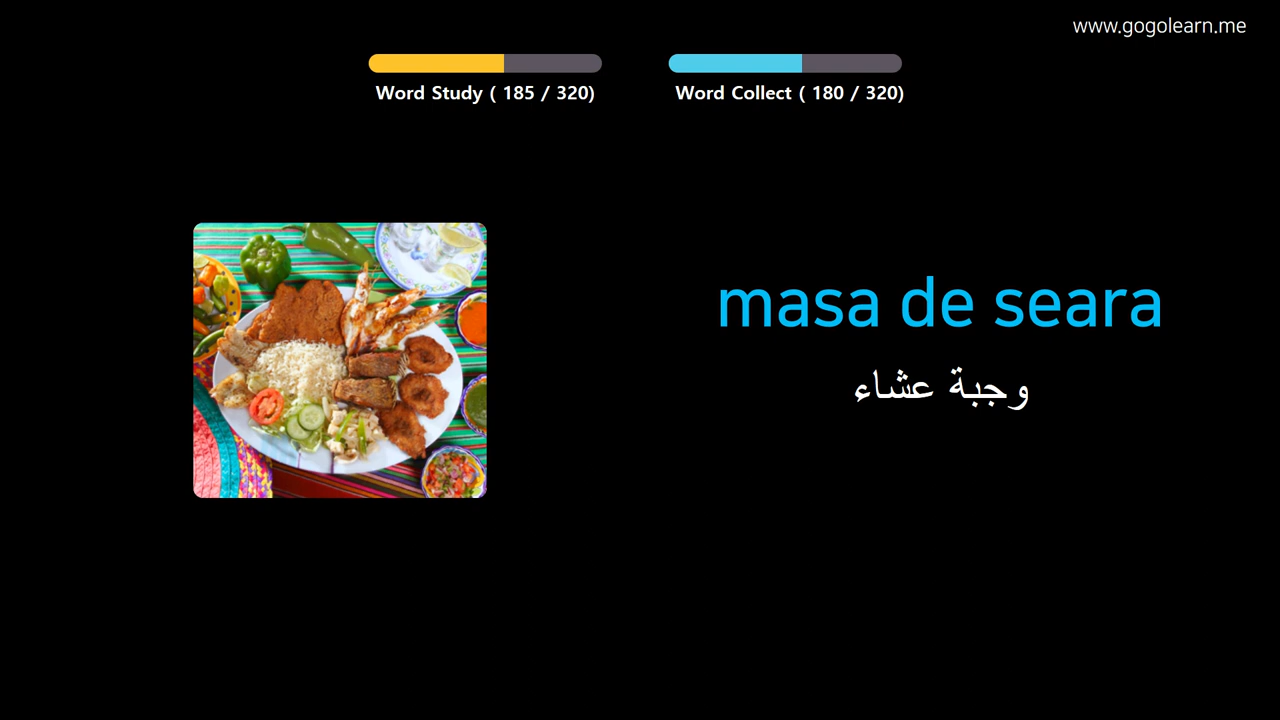 www.gogolearn.me
Word Study ( 185 / 320)
Word Collect ( 180 / 320)
masa de seara
وجبة عشاء